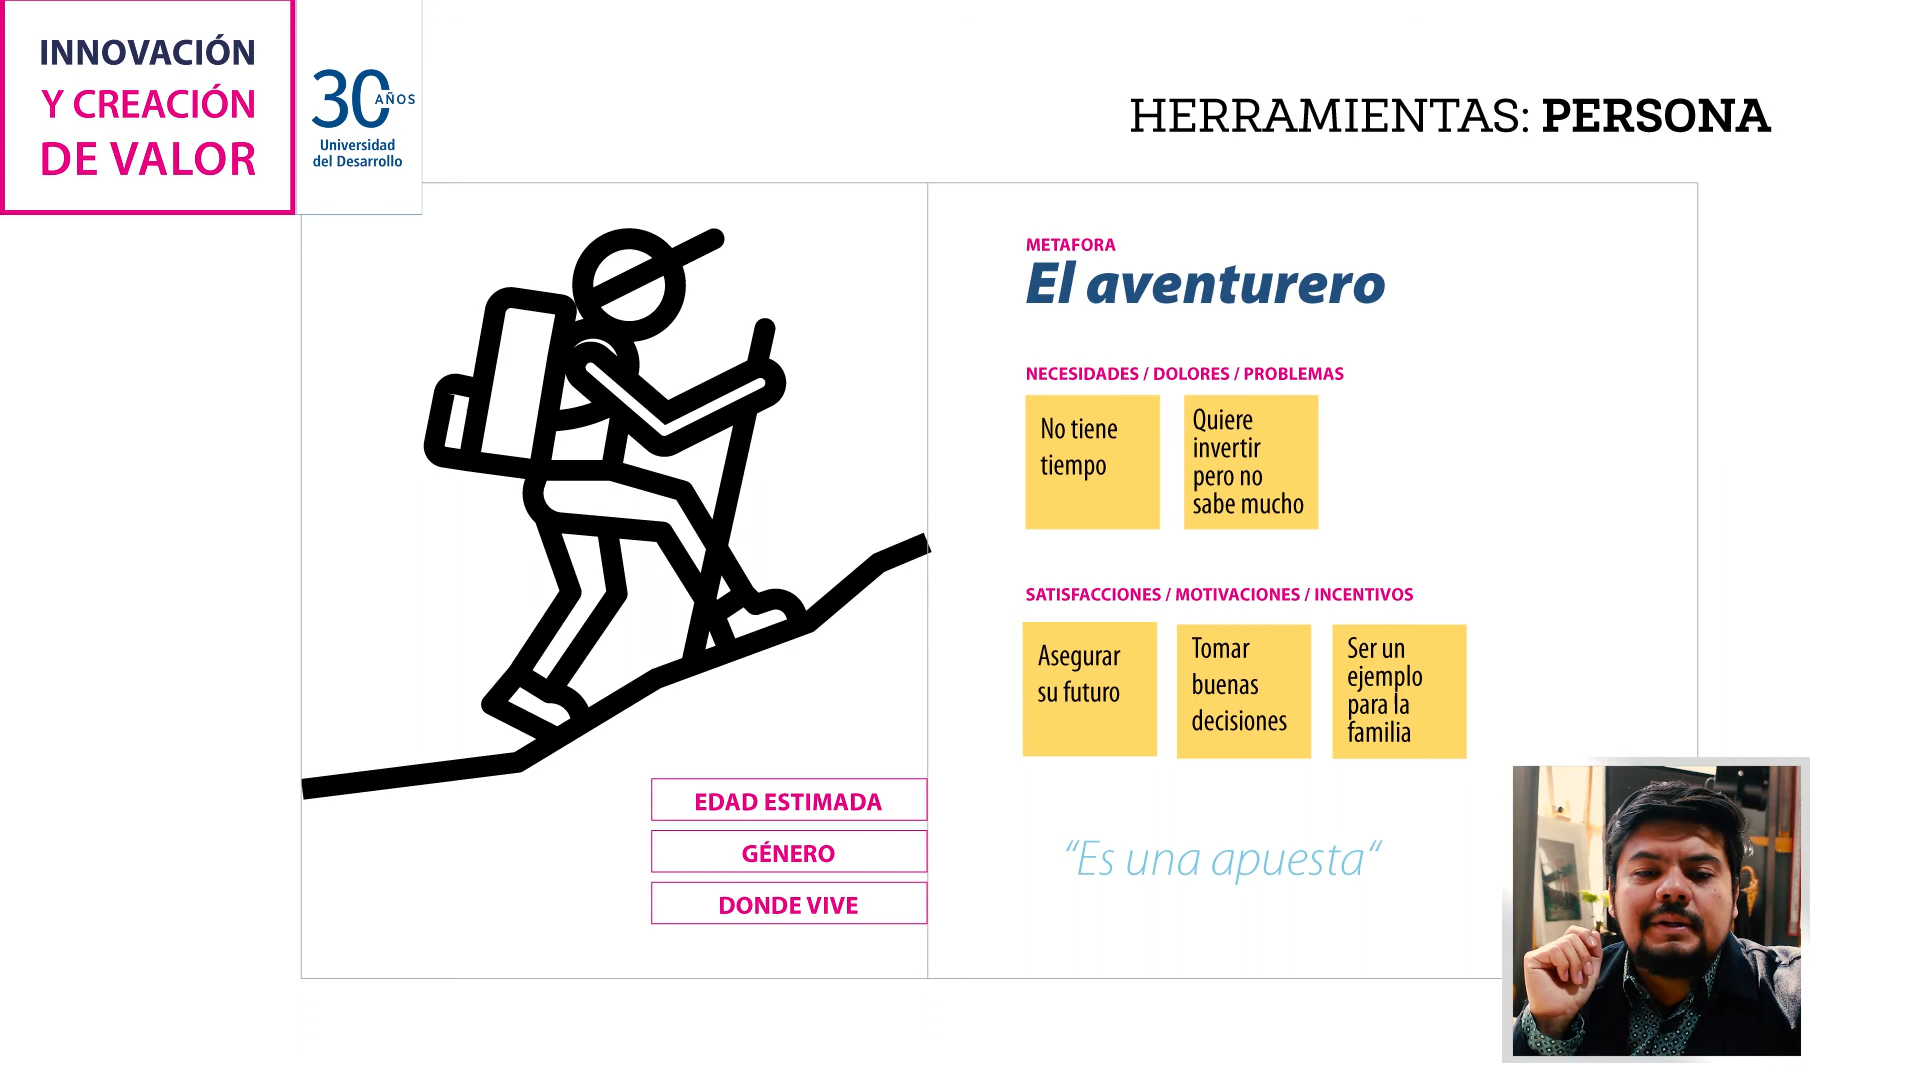 INNOVACIÓN
Y CREACIÓN
DE VALOR
30 AÑOS
Universidad
del Desarrollo
HERRAMIENTAS: PERSONA
METAFORA
El aventurero
NECESIDADES / DOLORES / PROBLEMAS
No tiene
tiempo
Quiere
invertir
pero no
sabe mucho
SATISFACCIONES / MOTIVACIONES / INCENTIVOS
Asegurar
su futuro
Tomar
buenas
decisiones
Ser un
ejemplo
para la
familia
EDAD ESTIMADA
GÉNERO
DONDE VIVE
“Es una apuesta“